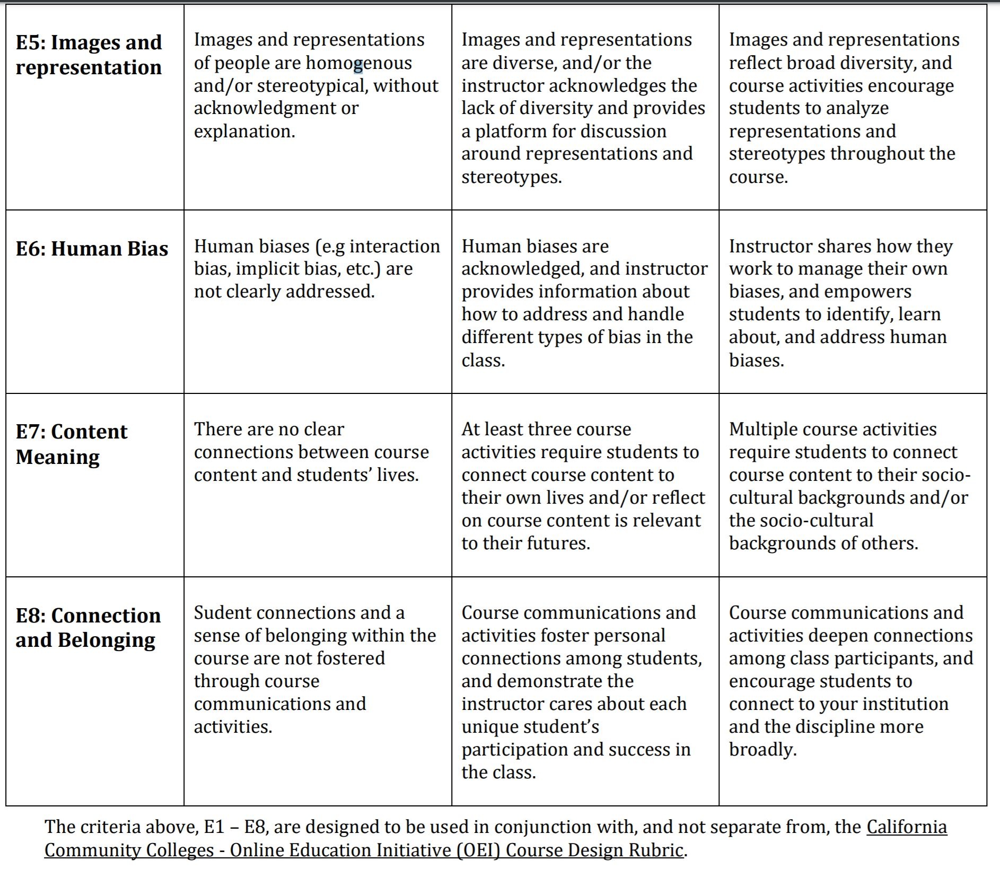 E5: Images and
representation
Images and representations
of people are homogenous
and/or stereotypical, without
acknowledgment or
explanation.
Images and representations
are diverse, and/or the
instructor acknowledges the
lack of diversity and provides
a platform for discussion
around representations and
stereotypes.
Images and representations
reflect broad diversity, and
course activities encourage
students to analyze
representations and
stereotypes throughout the
course.
E6: Human Bias
Human biases (e.g interaction
bias, implicit bias, etc.) are
not clearly addressed.
Human biases are
acknowledged, and instructor
provides information about
how to address and handle
different types of bias in the
class.
Instructor shares how they
work to manage their own
biases, and empowers
students to identify, learn
about, and address human
biases.
E7: Content
Meaning
There are no clear
connections between course
content and students’ lives.
At least three course
activities require students to
connect course content to
their own lives and/or reflect
on course content is relevant
to their futures.
Multiple course activities
require students to connect
course content to their socio-
cultural backgrounds and/or
the socio-cultural
backgrounds of others.
E8: Connection
and Belonging
Sudent connections and a
sense of belonging within the
course are not fostered
through course
communications and
activities.
Course communications and
activities foster personal
connections among students,
and demonstrate the
instructor cares about each
unique student’s
participation and success in
the class.
Course communications and
activities deepen connections
among class participants, and
encourage students to
connect to your institution
and the discipline more
broadly.
The criteria above, E1 – E8, are designed to be used in conjunction with, and not separate from, the California
Community Colleges - Online Education Initiative (OEI) Course Design Rubric.